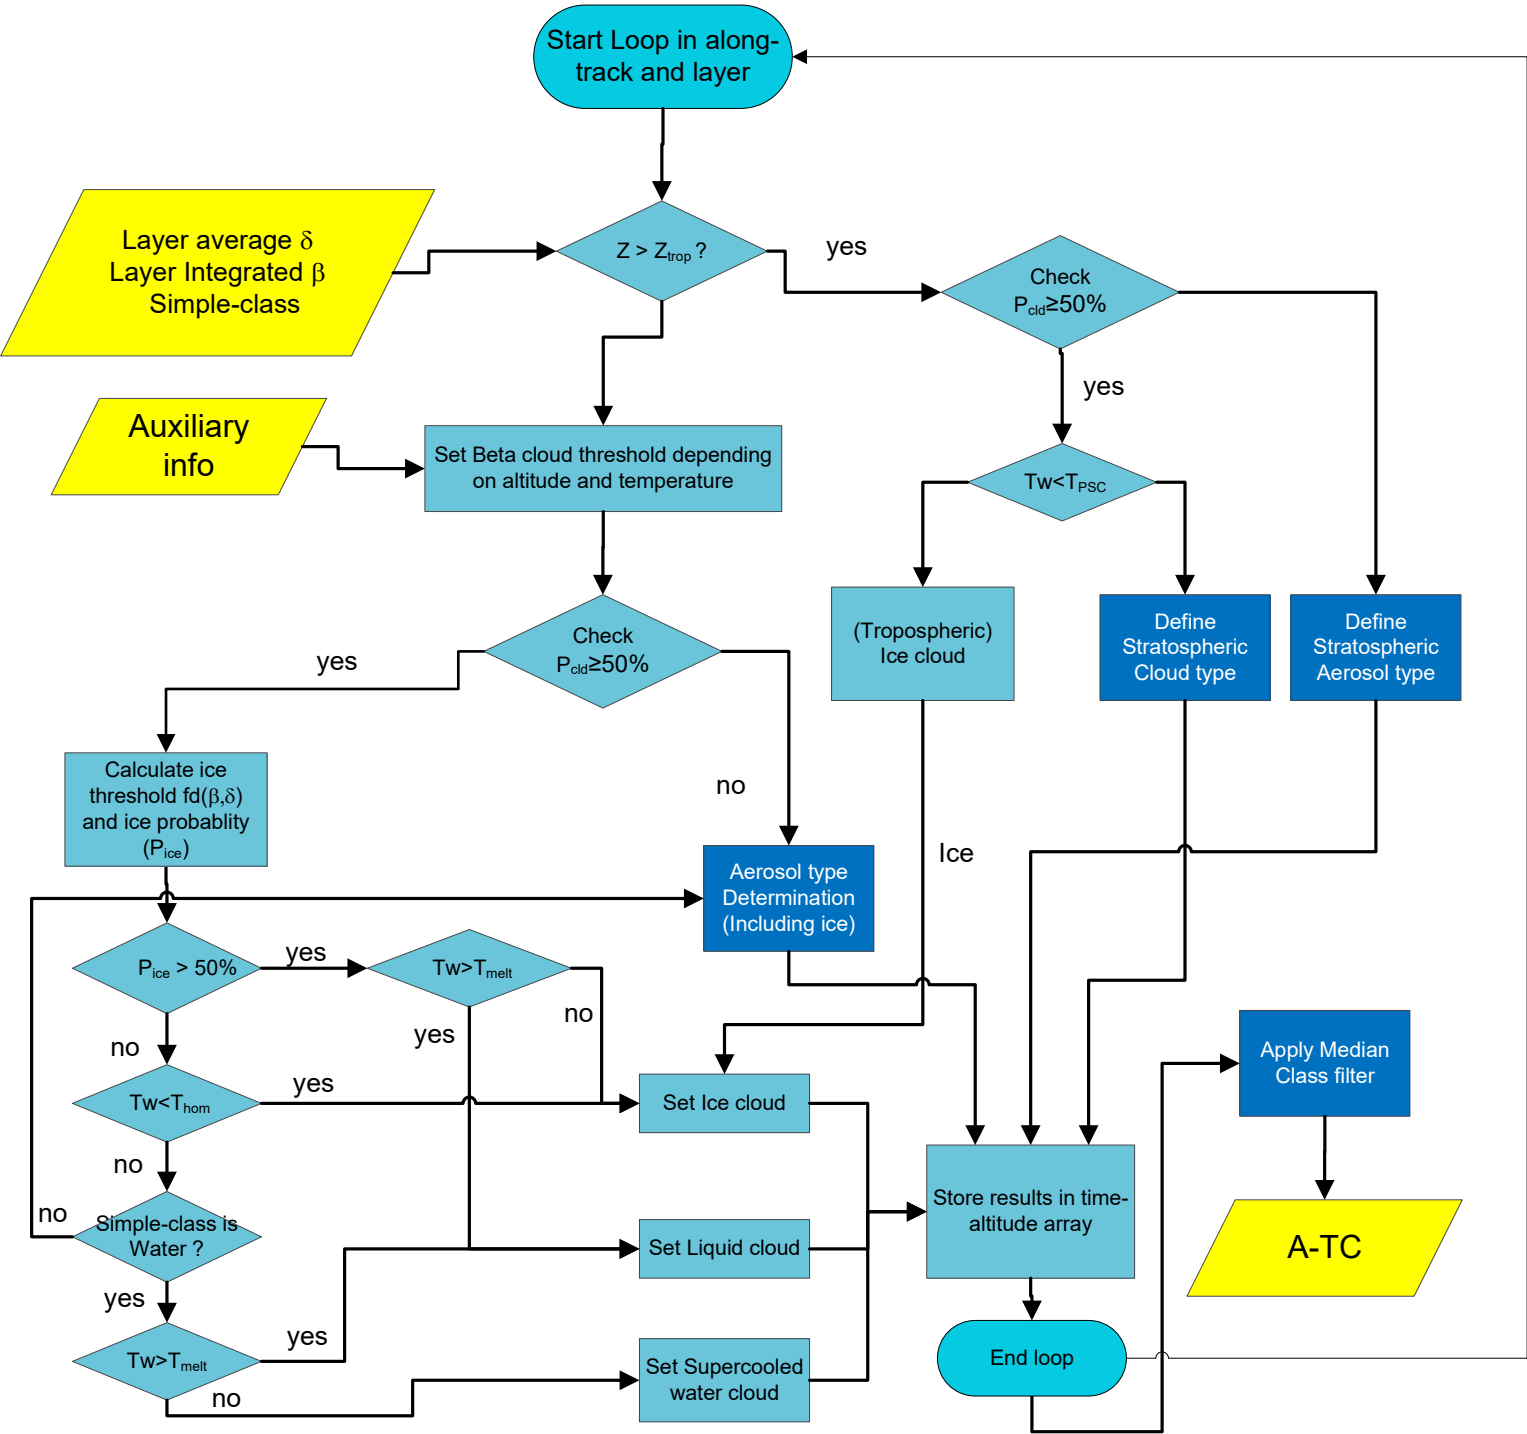 Start Loop in along-
track and layer
Layer average δ
Layer Integrated β
Simple-class
Z > Ztrop ?
yes
Check
Pcld≥50%
yes
Auxiliary
info
Set Beta cloud threshold depending
on altitude and temperature
Tw<TPSC
Check
Pcld≥50%
yes
no
(Tropospheric)
Ice cloud
Define
Stratospheric
Cloud type
Define
Stratospheric
Aerosol type
Calculate ice
threshold fd(β,δ)
and ice probablity
(Pice)
Aerosol type
Determination
(Including ice)
Ice
Pice > 50%
yes
Tw>Tmelt
no
yes
no
Tw<Thom
yes
Set Ice cloud
no
Simple-class is
Water ?
no
yes
Set Liquid cloud
Tw>Tmelt
yes
no
Set Supercooled
water cloud
Store results in time-
altitude array
End loop
Apply Median
Class filter
A-TC